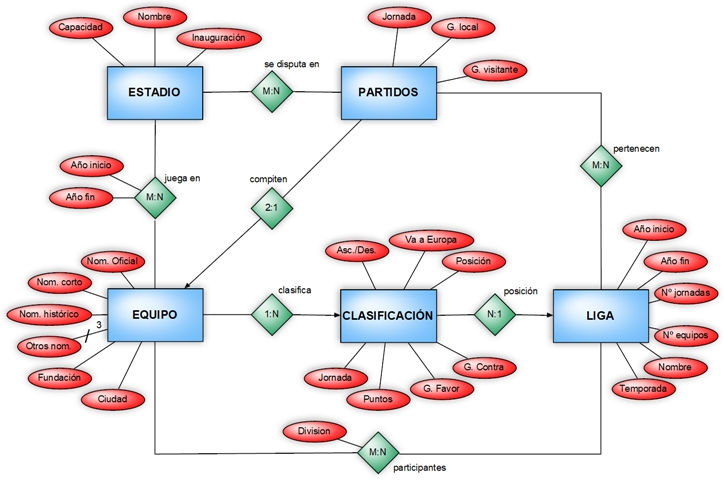 Nombre
Jornada
Capacidad
G. local
Inauguración
se disputa en
G. visitante
ESTADIO
M:N
PARTIDOS
pertenecen
Año inicio
M:N
juega en
compiten
Año fin
M:N
2:1
Año inicio
Va a Europa
Asc./Des.
Nom. Oficial
Posición
Año fin
Nom. corto
clasifica
posición
Nº jornadas
Nom. histórico
EQUIPO
1:N
CLASIFICACIÓN
N:1
LIGA
3
Otros nom.
Nº equipos
G. Contra
Nombre
Fundación
Jornada
G. Favor
Temporada
Ciudad
Puntos
Division
M:N
participantes